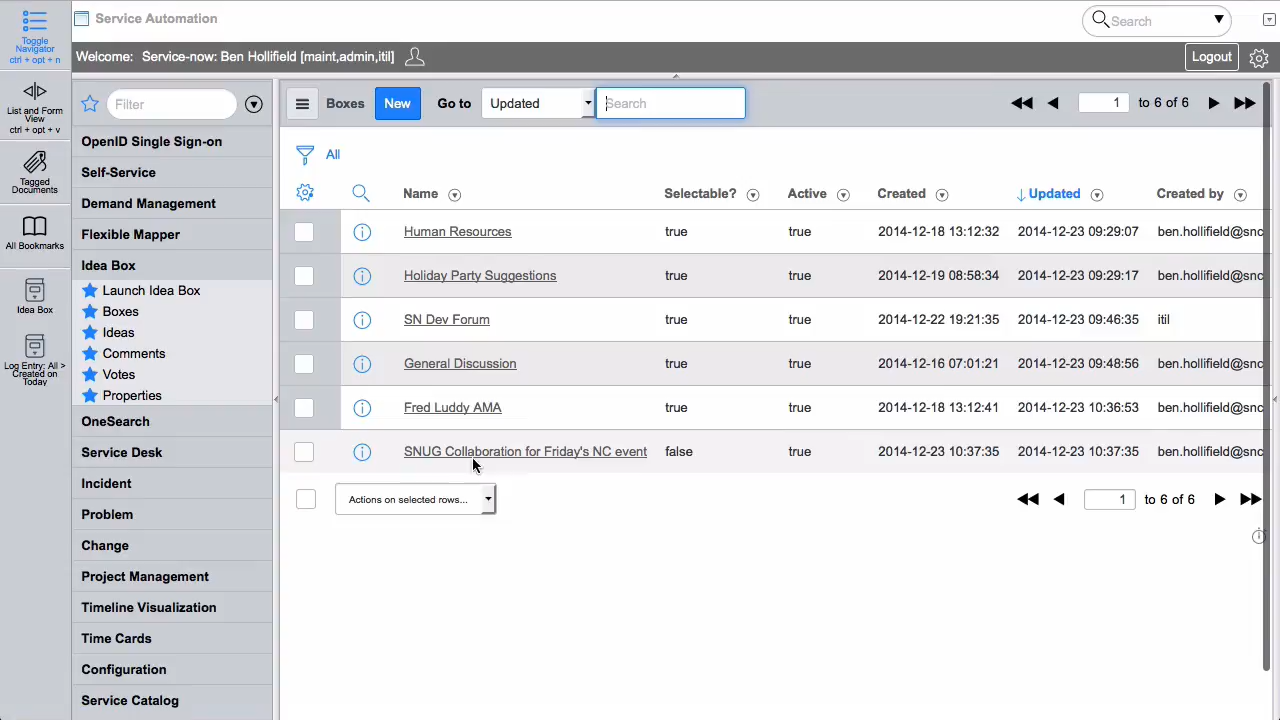 Toggle
Navigator
ctrl + opt + n
List and Form
View
ctrl + opt + v
Tagged
Documents
All Bookmarks
Idea Box
Log Entry: All >
Created on
Today
Service Automation
Search
Welcome: Service-now: Ben Hollifield [maint,admin,itil]
Logout
Filter
OpenID Single Sign-on
Self-Service
Demand Management
Flexible Mapper
Idea Box
Launch Idea Box
Boxes
Ideas
Comments
Votes
Properties
OneSearch
Service Desk
Incident
Problem
Change
Project Management
Timeline Visualization
Time Cards
Configuration
Service Catalog
Boxes New Go to Updated Search 1 to 6 of 6
All
Name Selectable? Active Created Updated Created by
Human Resources true true 2014-12-18 13:12:32 2014-12-23 09:29:07 ben.hollifield@snc
Holiday Party Suggestions true true 2014-12-19 08:58:34 2014-12-23 09:29:17 ben.hollifield@snc
SN Dev Forum true true 2014-12-22 19:21:35 2014-12-23 09:46:35 itil
General Discussion true true 2014-12-16 07:01:21 2014-12-23 09:48:56 ben.hollifield@snc
Fred Luddy AMA true true 2014-12-18 13:12:41 2014-12-23 10:36:53 ben.hollifield@snc
SNUG Collaboration for Friday's NC event false true 2014-12-23 10:37:35 2014-12-23 10:37:35 ben.hollifield@snc
Actions on selected rows... 1 to 6 of 6